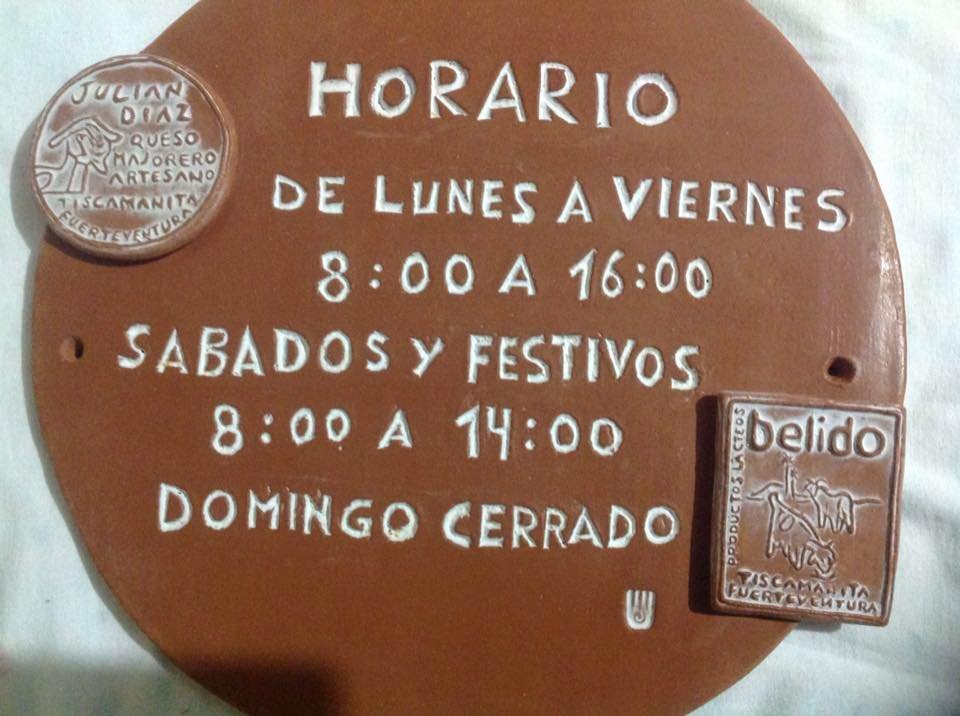 JULIAN
DIAZ
QUESO
MAJORERO
ARTESANO
TISCAMANITA
FUERTEVENTURA
HORARIO
DE LUNES A VIERNES
8:00 A 16:00
SABADOS Y FESTIVOS
8:00 A 14:00
DOMINGO CERRADO
PRODUCTOS LACTEOS
belido
TISCAMANITA
FUERTEVENTURA